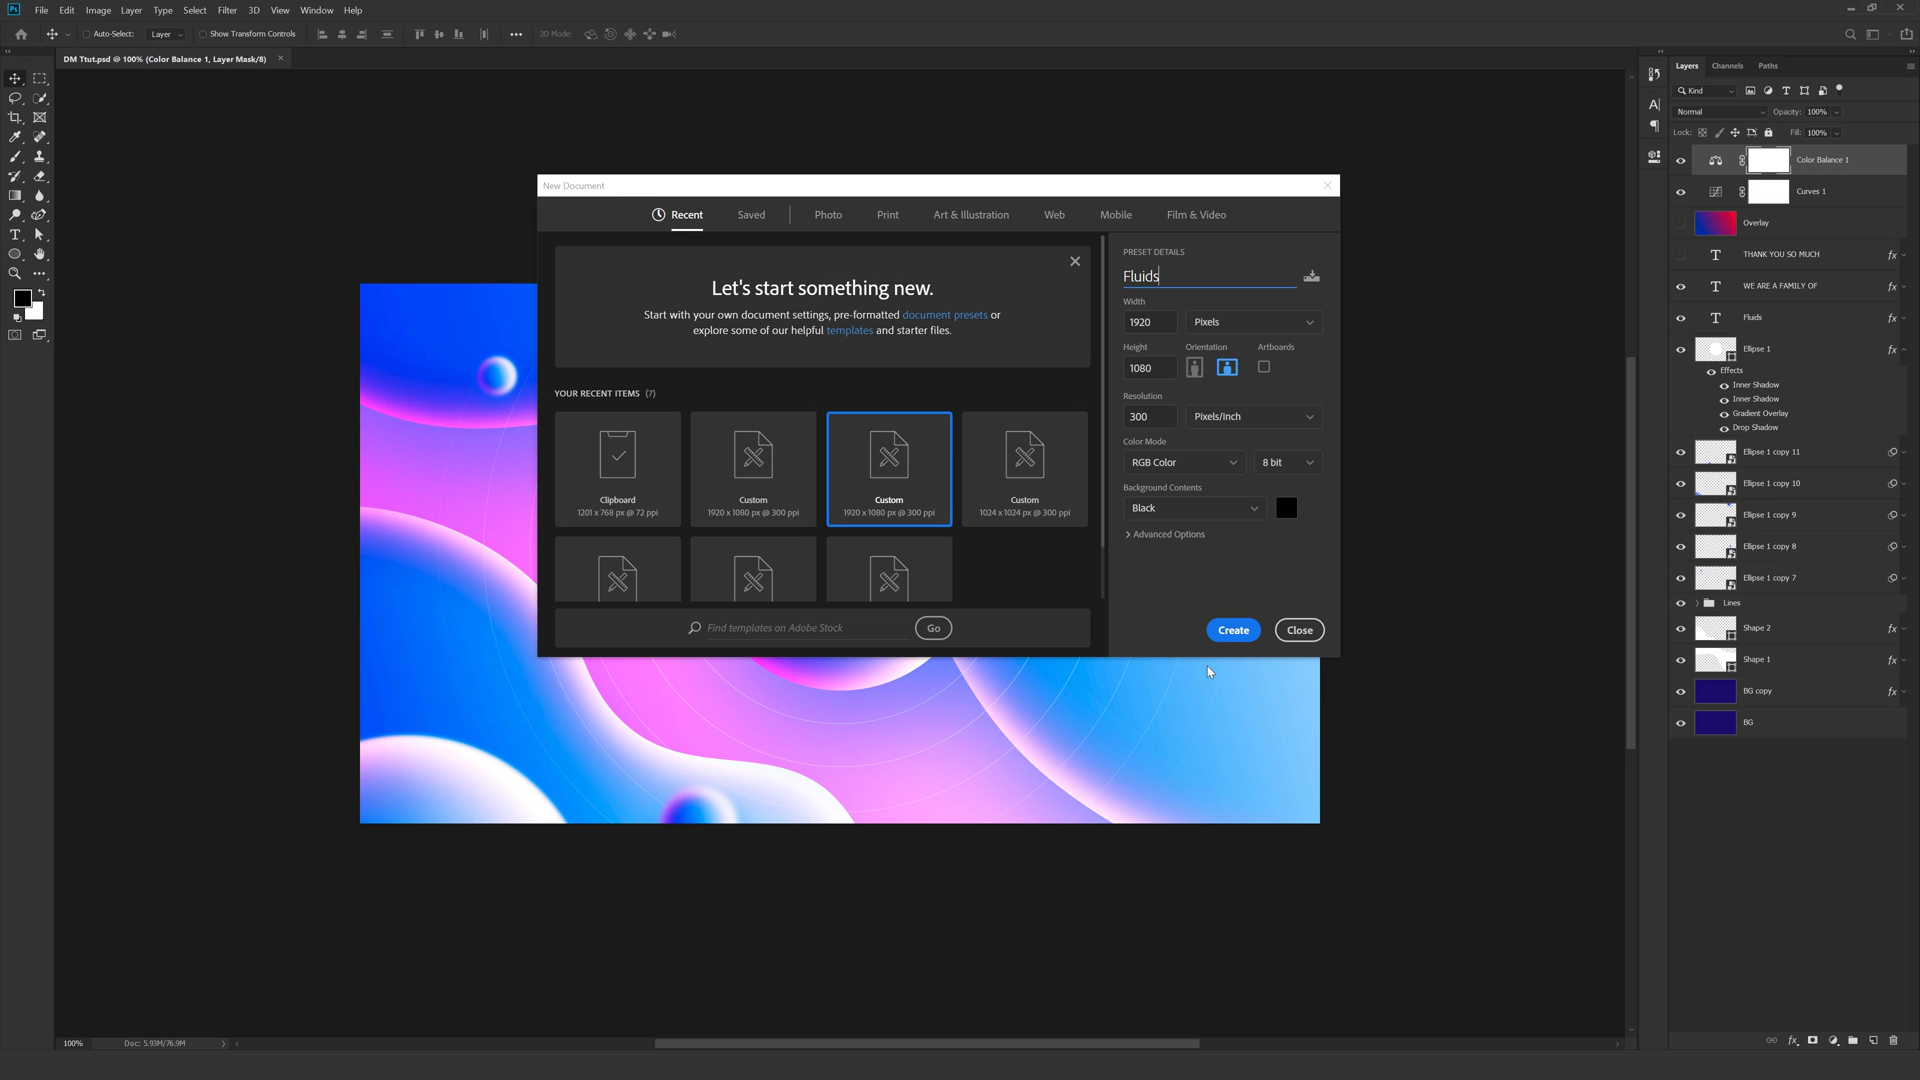 Ps File Edit Image Layer Type Select Filter 3D View Window Help
Auto-Select: Layer Show Transform Controls 3D Mode:
DM Ttut.psd @ 100% (Color Balance 1, Layer Mask/8)
New Document
Recent Saved Photo Print Art & Illustration Web Mobile Film & Video
Let's start something new.
Start with your own document settings, pre-formatted document presets or
explore some of our helpful templates and starter files.
YOUR RECENT ITEMS (7)
Clipboard
1201 x 768 px @ 72 ppi
Custom
1920 x 1080 px @ 300 ppi
Custom
1920 x 1080 px @ 300 ppi
Custom
1024 x 1024 px @ 300 ppi
Find templates on Adobe Stock
Go
PRESET DETAILS
Fluids
Width
1920 Pixels
Height Orientation Artboards
1080
Resolution
300 Pixels/Inch
Color Mode
RGB Color 8 bit
Background Contents
Black
Advanced Options
Create Close
Layers Channels Paths
Kind
Normal Opacity: 100%
Lock: Fill: 100%
Color Balance 1
Curves 1
Overlay
THANK YOU SO MUCH fx
WE ARE A FAMILY OF fx
Fluids fx
Ellipse 1 fx
Effects
Inner Shadow
Inner Shadow
Gradient Overlay
Drop Shadow
Ellipse 1 copy 11
Ellipse 1 copy 10
Ellipse 1 copy 9
Ellipse 1 copy 8
Ellipse 1 copy 7
Lines
Shape 2 fx
Shape 1 fx
BG copy fx
BG
100% Doc: 5.93M/76.9M
fx